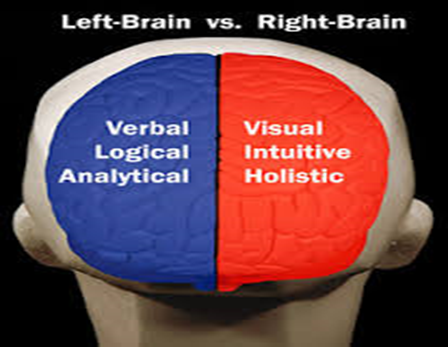 Left-Brain vs. Right-Brain
Verbal
Logical
Analytical
Visual
Intuitive
Holistic